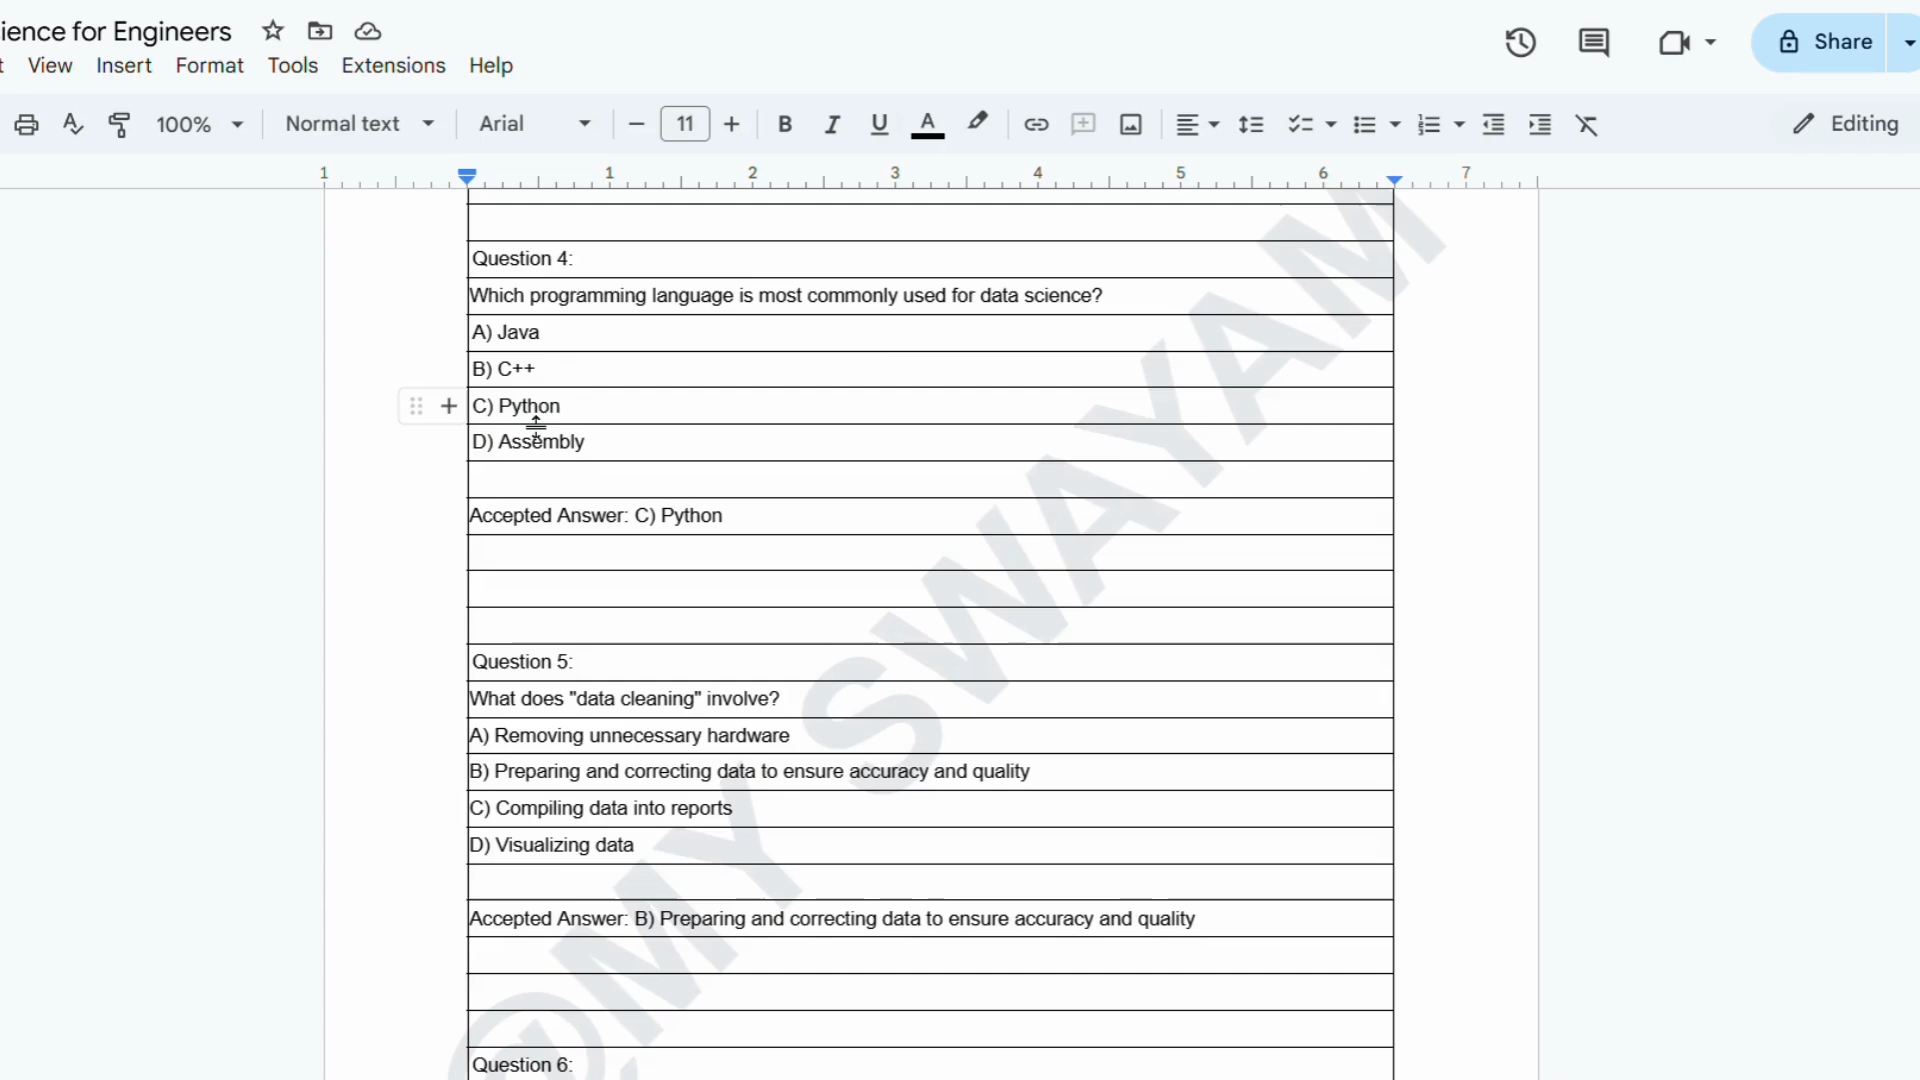 ience for Engineers
t View Insert Format Tools Extensions Help
Share
100% Normal text Arial 11 Editing
1 1 2 3 4 5 6 7
Question 4:
Which programming language is most commonly used for data science?
A) Java
B) C++
C) Python
D) Assembly
Accepted Answer: C) Python
Question 5:
What does "data cleaning" involve?
A) Removing unnecessary hardware
B) Preparing and correcting data to ensure accuracy and quality
C) Compiling data into reports
D) Visualizing data
Accepted Answer: B) Preparing and correcting data to ensure accuracy and quality
Question 6:
@MY SWAYAM